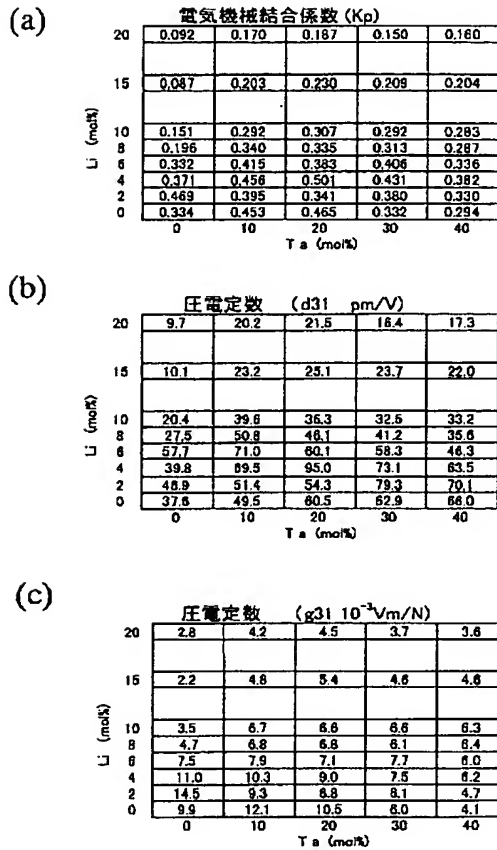 (a)
電気機械結合係数 (Kp)
20 0.092 0.170 0.187 0.150 0.160
15 0.087 0.203 0.230 0.209 0.204
10 0.151 0.292 0.307 0.292 0.283
8 0.196 0.340 0.335 0.313 0.287
6 0.332 0.415 0.383 0.406 0.336
4 0.371 0.456 0.501 0.431 0.382
2 0.469 0.395 0.341 0.380 0.330
0 0.334 0.453 0.465 0.332 0.294
Li (mol%)
0 10 20 30 40
Ta (mol%)
(b)
圧電定数 (d31 pm/V)
20 9.7 20.2 21.5 16.4 17.3
15 10.1 23.2 25.1 23.7 22.0
10 20.4 39.6 36.3 32.5 33.2
8 27.5 50.8 46.1 41.2 35.6
6 57.7 71.0 60.1 58.3 46.3
4 39.8 69.5 95.0 73.1 63.5
2 46.9 51.4 54.3 79.3 70.1
0 37.6 49.5 60.5 62.9 66.0
Li (mol%)
0 10 20 30 40
Ta (mol%)
(c)
圧電定数 (g31 10⁻³Vm/N)
20 2.8 4.2 4.5 3.7 3.6
15 2.2 4.8 5.4 4.6 4.6
10 3.5 6.7 6.6 6.6 6.3
8 4.7 6.8 6.8 6.1 6.4
6 7.5 7.9 7.1 7.7 6.0
4 11.0 10.3 9.0 7.5 6.2
2 14.5 9.3 6.8 8.1 4.7
0 9.9 12.1 10.5 6.0 4.1
Li (mol%)
0 10 20 30 40
Ta (mol%)